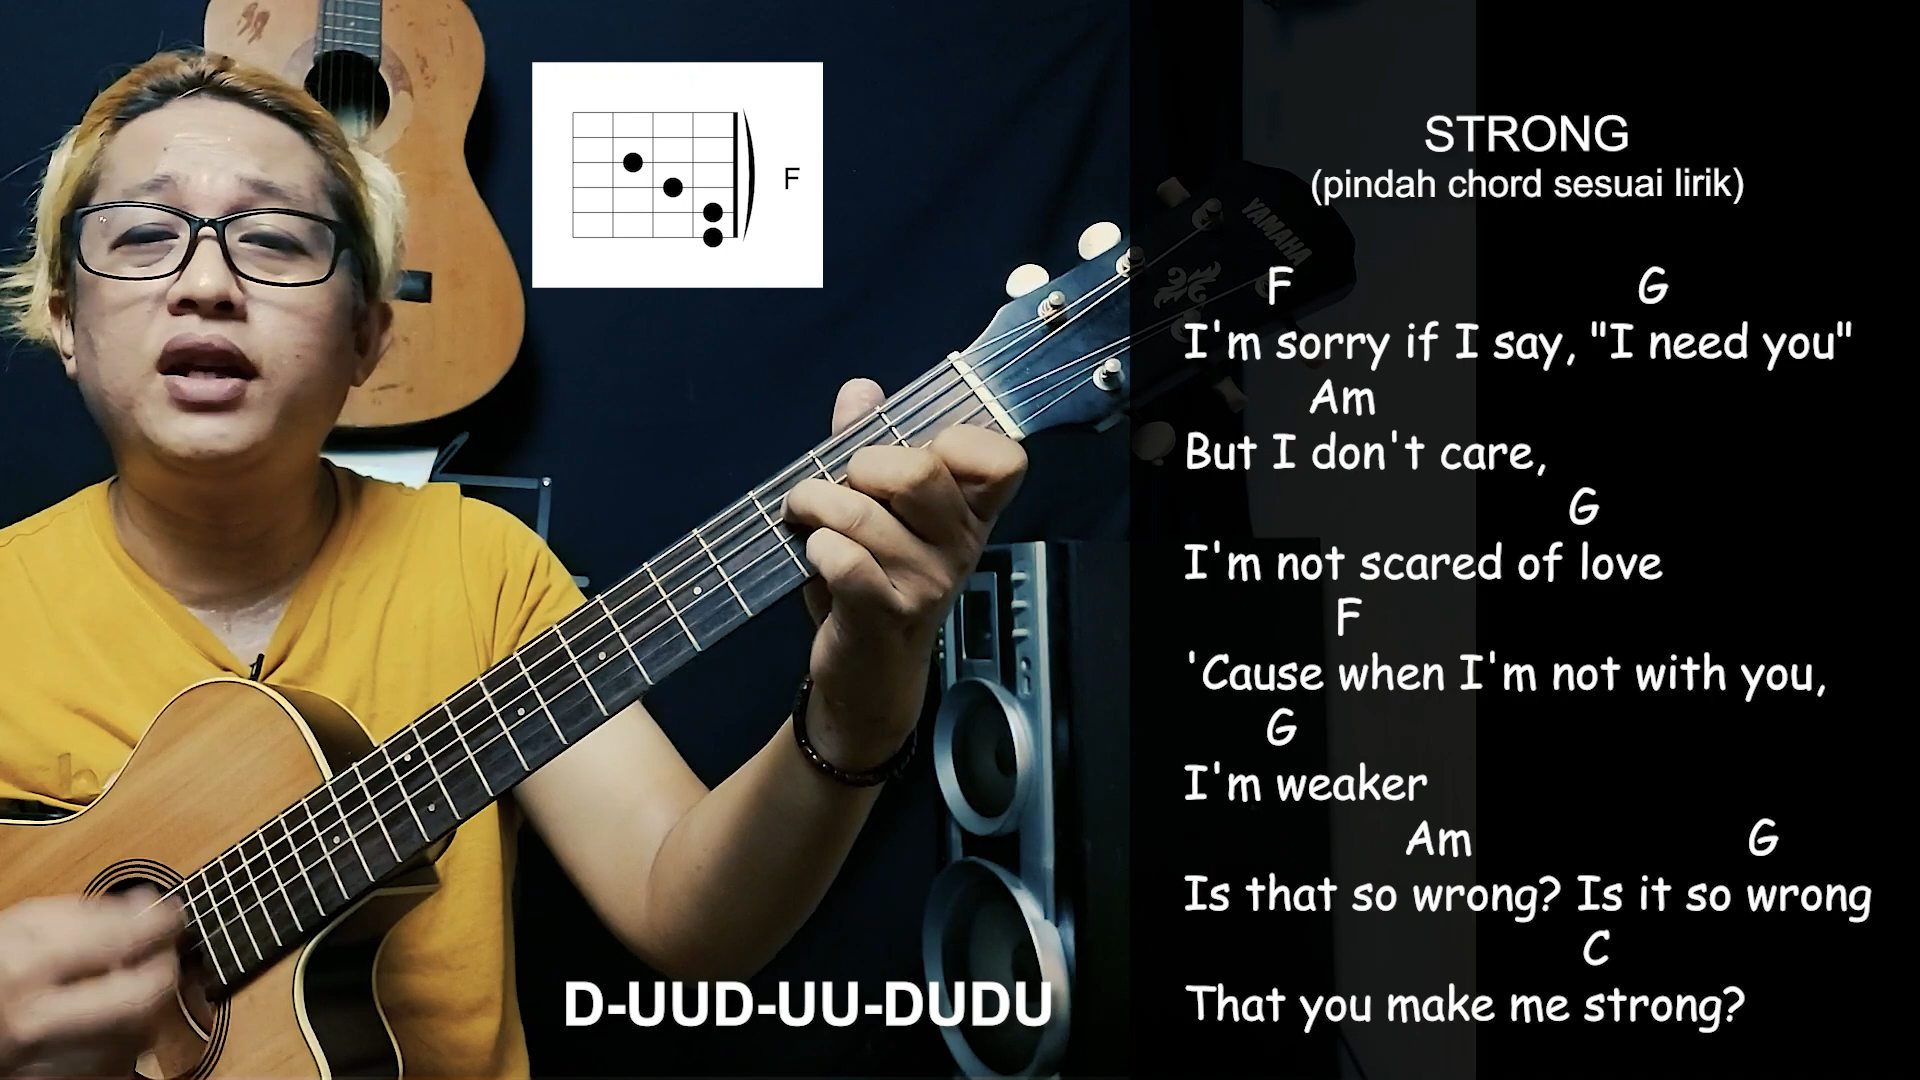 F
YAMAHA
D-UUD-UU-DUDU
STRONG
(pindah chord sesuai lirik)
F G
I'm sorry if I say, "I need you"
Am
But I don't care,
G
I'm not scared of love
F
'Cause when I'm not with you,
G
I'm weaker
Am G
Is that so wrong? Is it so wrong
C
That you make me strong?